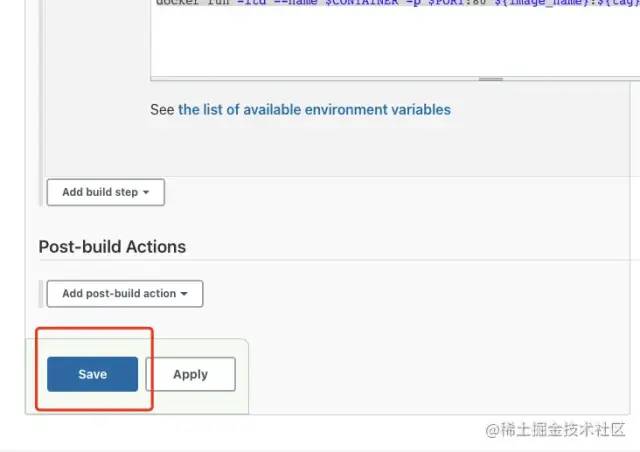 docker run -itd --name $CONTAINER -p $PORT:80 ${image_name}:${tag}
See the list of available environment variables
Add build step
Post-build Actions
Add post-build action
Save
Apply
@稀土掘金技术社区